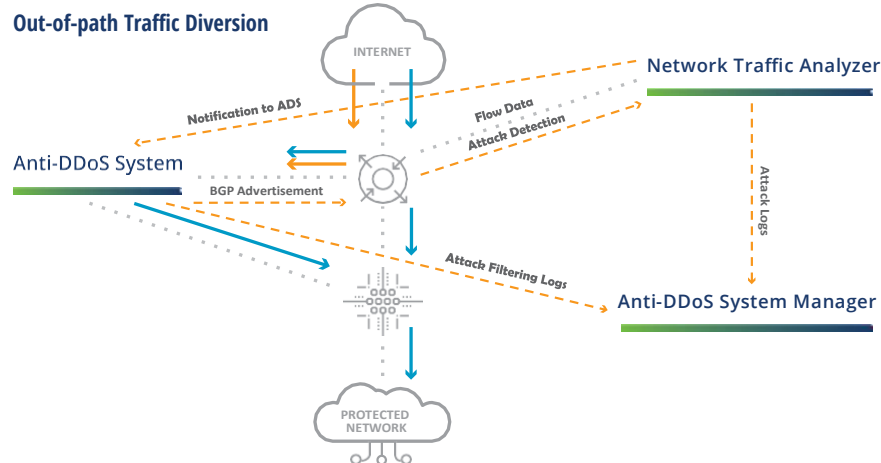 Out-of-path Traffic Diversion
INTERNET
Network Traffic Analyzer
Notification to ADS
Flow Data
Attack Detection
Anti-DDoS System
BGP Advertisement
Attack Logs
Attack Filtering Logs
Anti-DDoS System Manager
PROTECTED
NETWORK